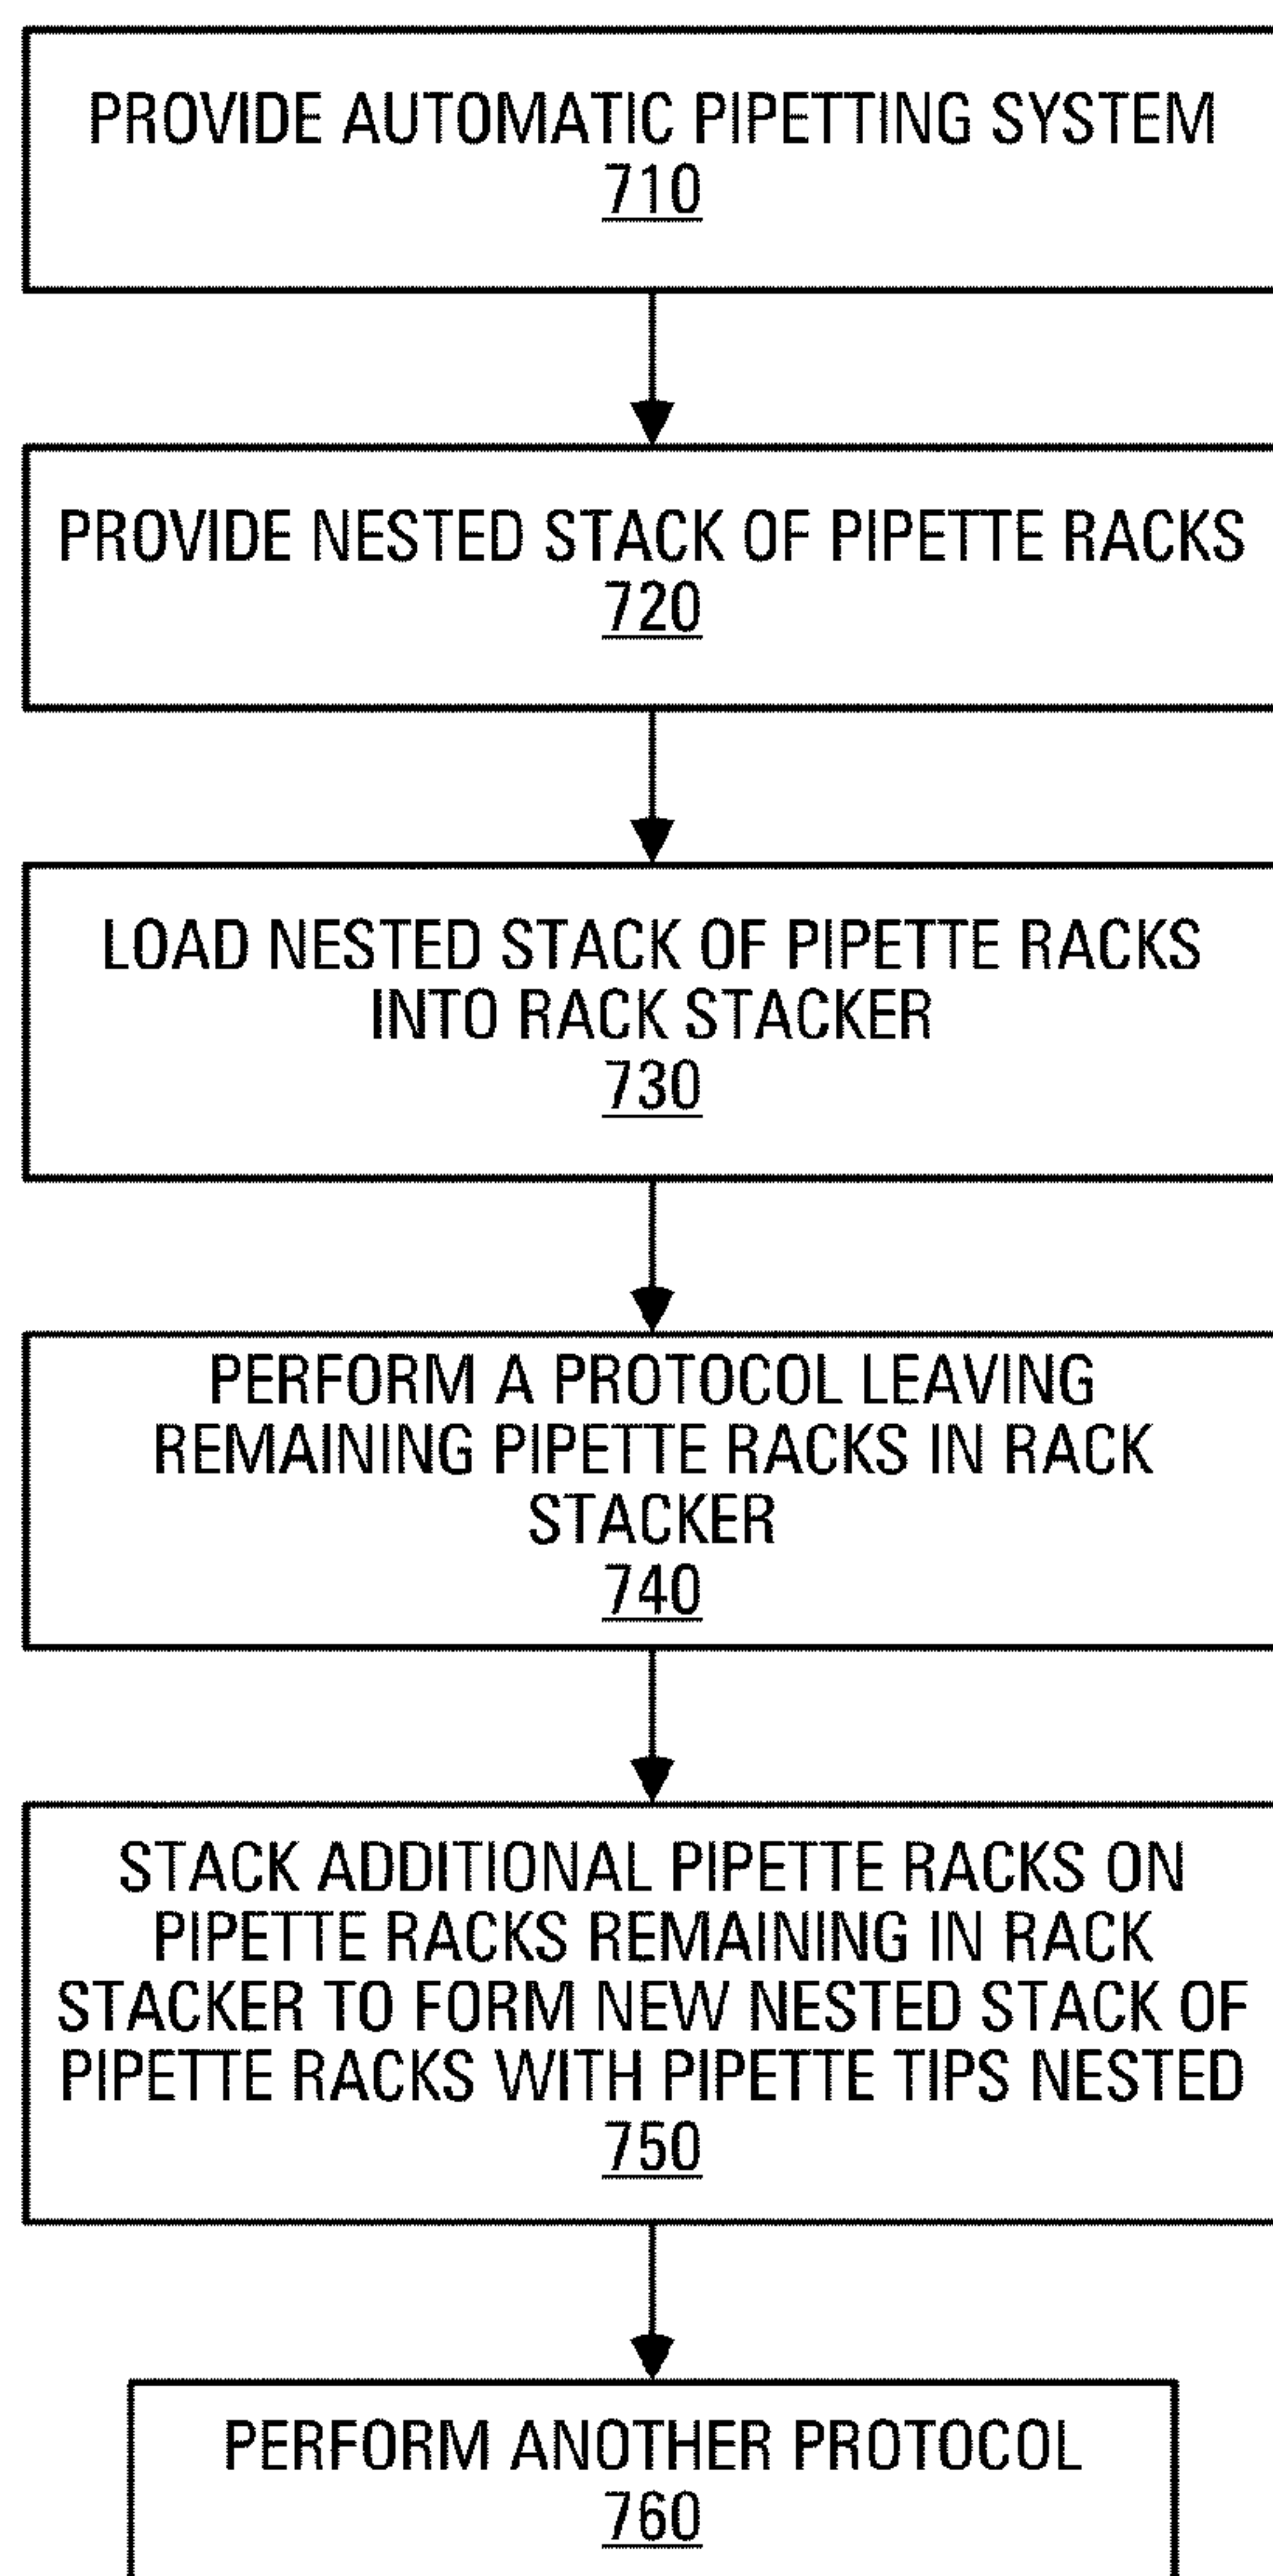 PROVIDE AUTOMATIC PIPETTING SYSTEM
710
PROVIDE NESTED STACK OF PIPETTE RACKS
720
LOAD NESTED STACK OF PIPETTE RACKS
INTO RACK STACKER
730
PERFORM A PROTOCOL LEAVING
REMAINING PIPETTE RACKS IN RACK
STACKER
740
STACK ADDITIONAL PIPETTE RACKS ON
PIPETTE RACKS REMAINING IN RACK
STACKER TO FORM NEW NESTED STACK OF
PIPETTE RACKS WITH PIPETTE TIPS NESTED
750
PERFORM ANOTHER PROTOCOL
760